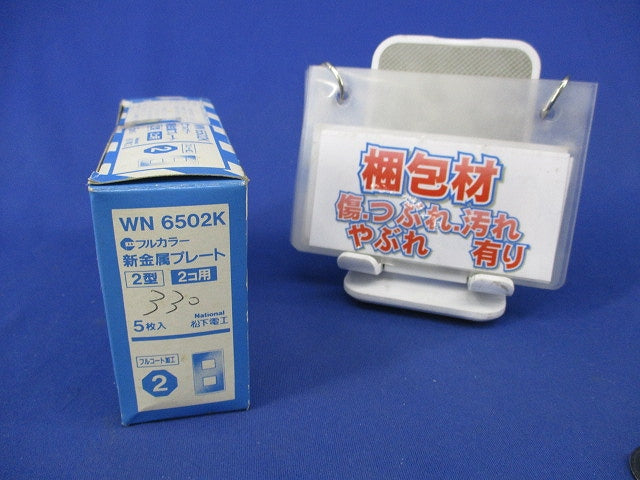 WN 6502K
フルカラー
新金属プレート
2型 2コ用
330
5枚入 National 松下電工
フルコート加工
2
2
梱包材
傷.つぶれ.汚れ
やぶれ 有り